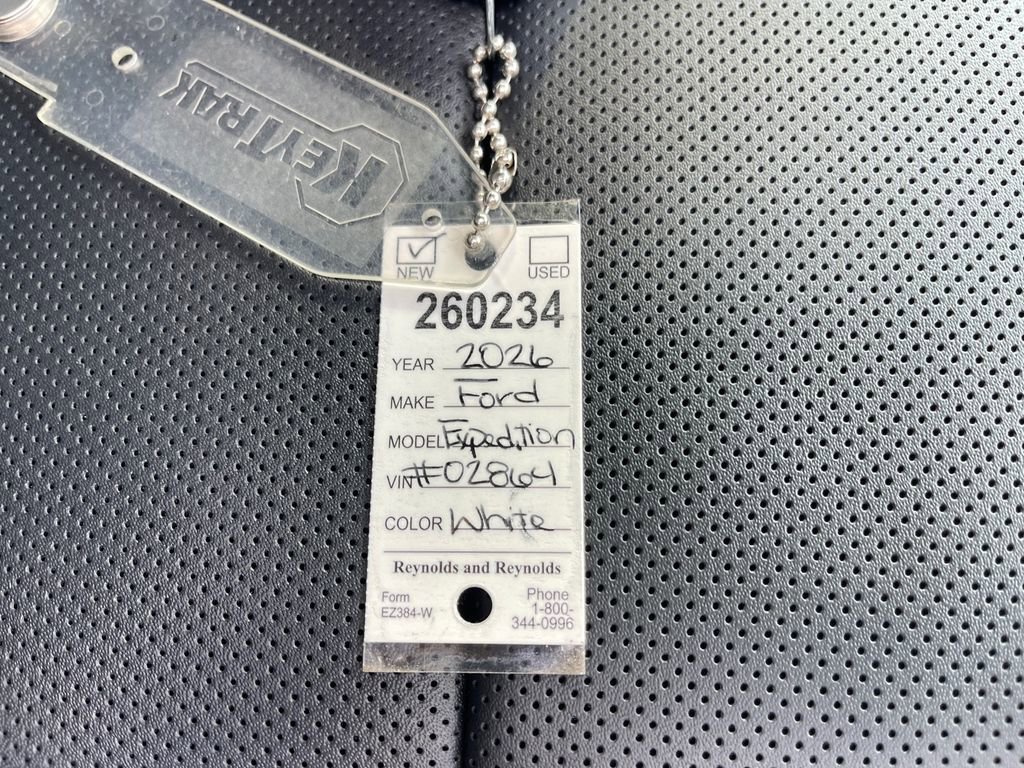 KEYTRAK
NEW USED
260234
YEAR 2026
MAKE Ford
MODEL Expedition
VIN #02864
COLOR White
Reynolds and Reynolds
Form
EZ384-W
Phone
1-800-
344-0996